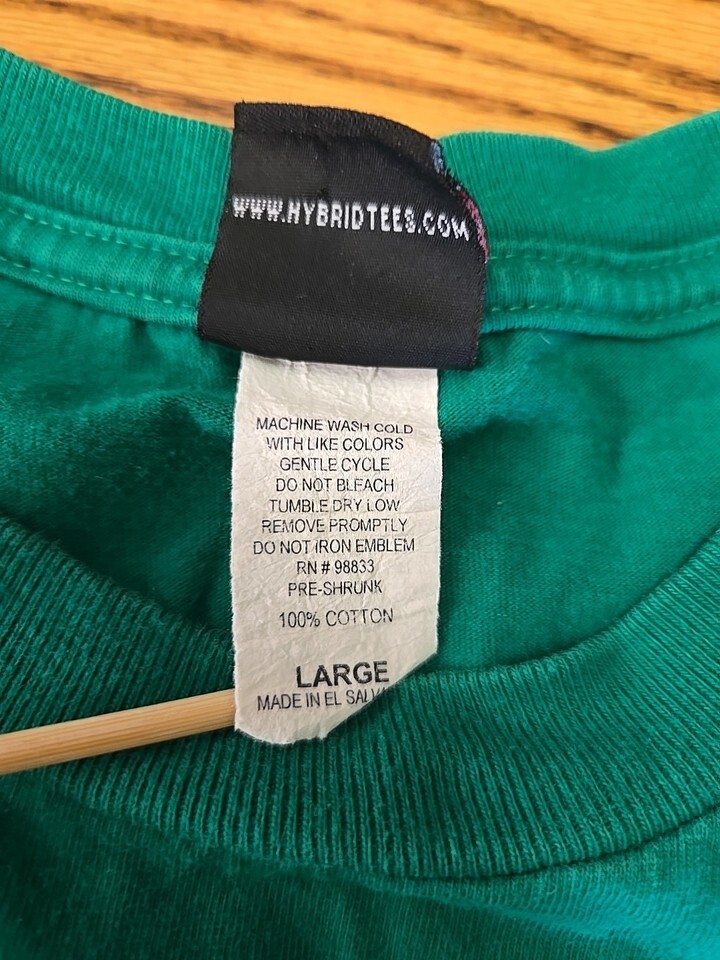 WWW.HYBRIDTEES.COM
MACHINE WASH COLD
WITH LIKE COLORS
GENTLE CYCLE
DO NOT BLEACH
TUMBLE DRY LOW
REMOVE PROMPTLY
DO NOT IRON EMBLEM
RN # 98833
PRE-SHRUNK
100% COTTON
LARGE
MADE IN EL